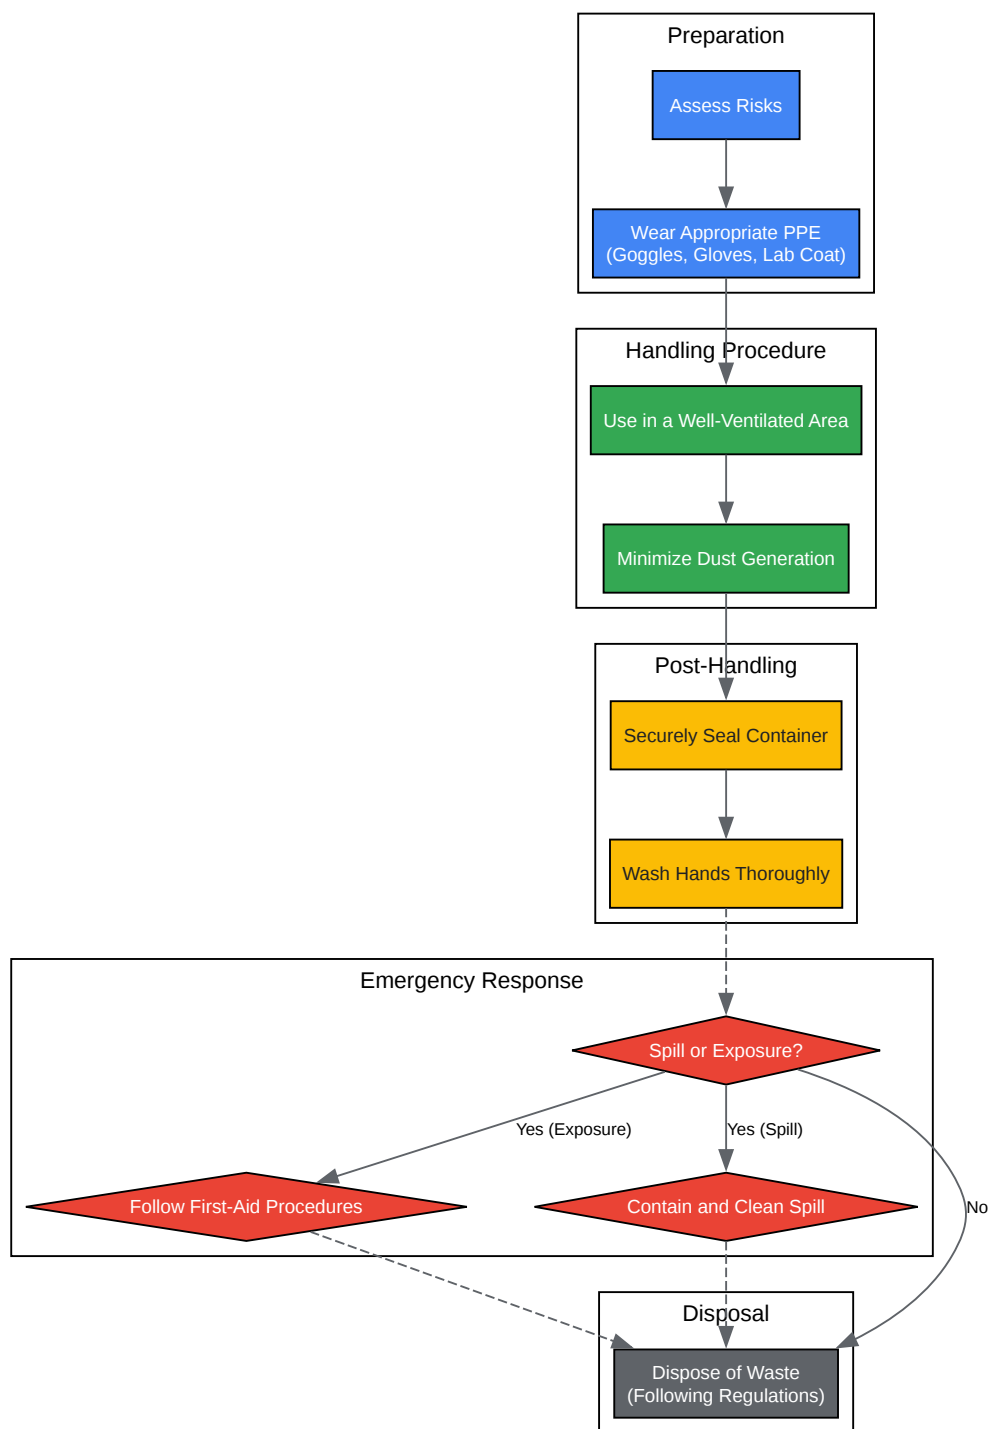 Preparation
Assess Risks
Wear Appropriate PPE
(Goggles, Gloves, Lab Coat)
Handling Procedure
Use in a Well-Ventilated Area
Minimize Dust Generation
Post-Handling
Securely Seal Container
Wash Hands Thoroughly
Emergency Response
Spill or Exposure?
Yes (Exposure)
Yes (Spill)
Follow First-Aid Procedures
Contain and Clean Spill
No
Disposal
Dispose of Waste
(Following Regulations)